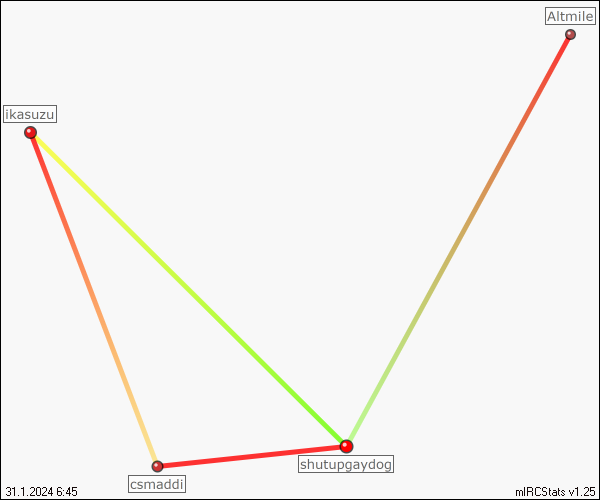 Altmile
ikasuzu
shutupgaydog
csmaddi
31.1.2024 6:45
mIRCStats v1.25